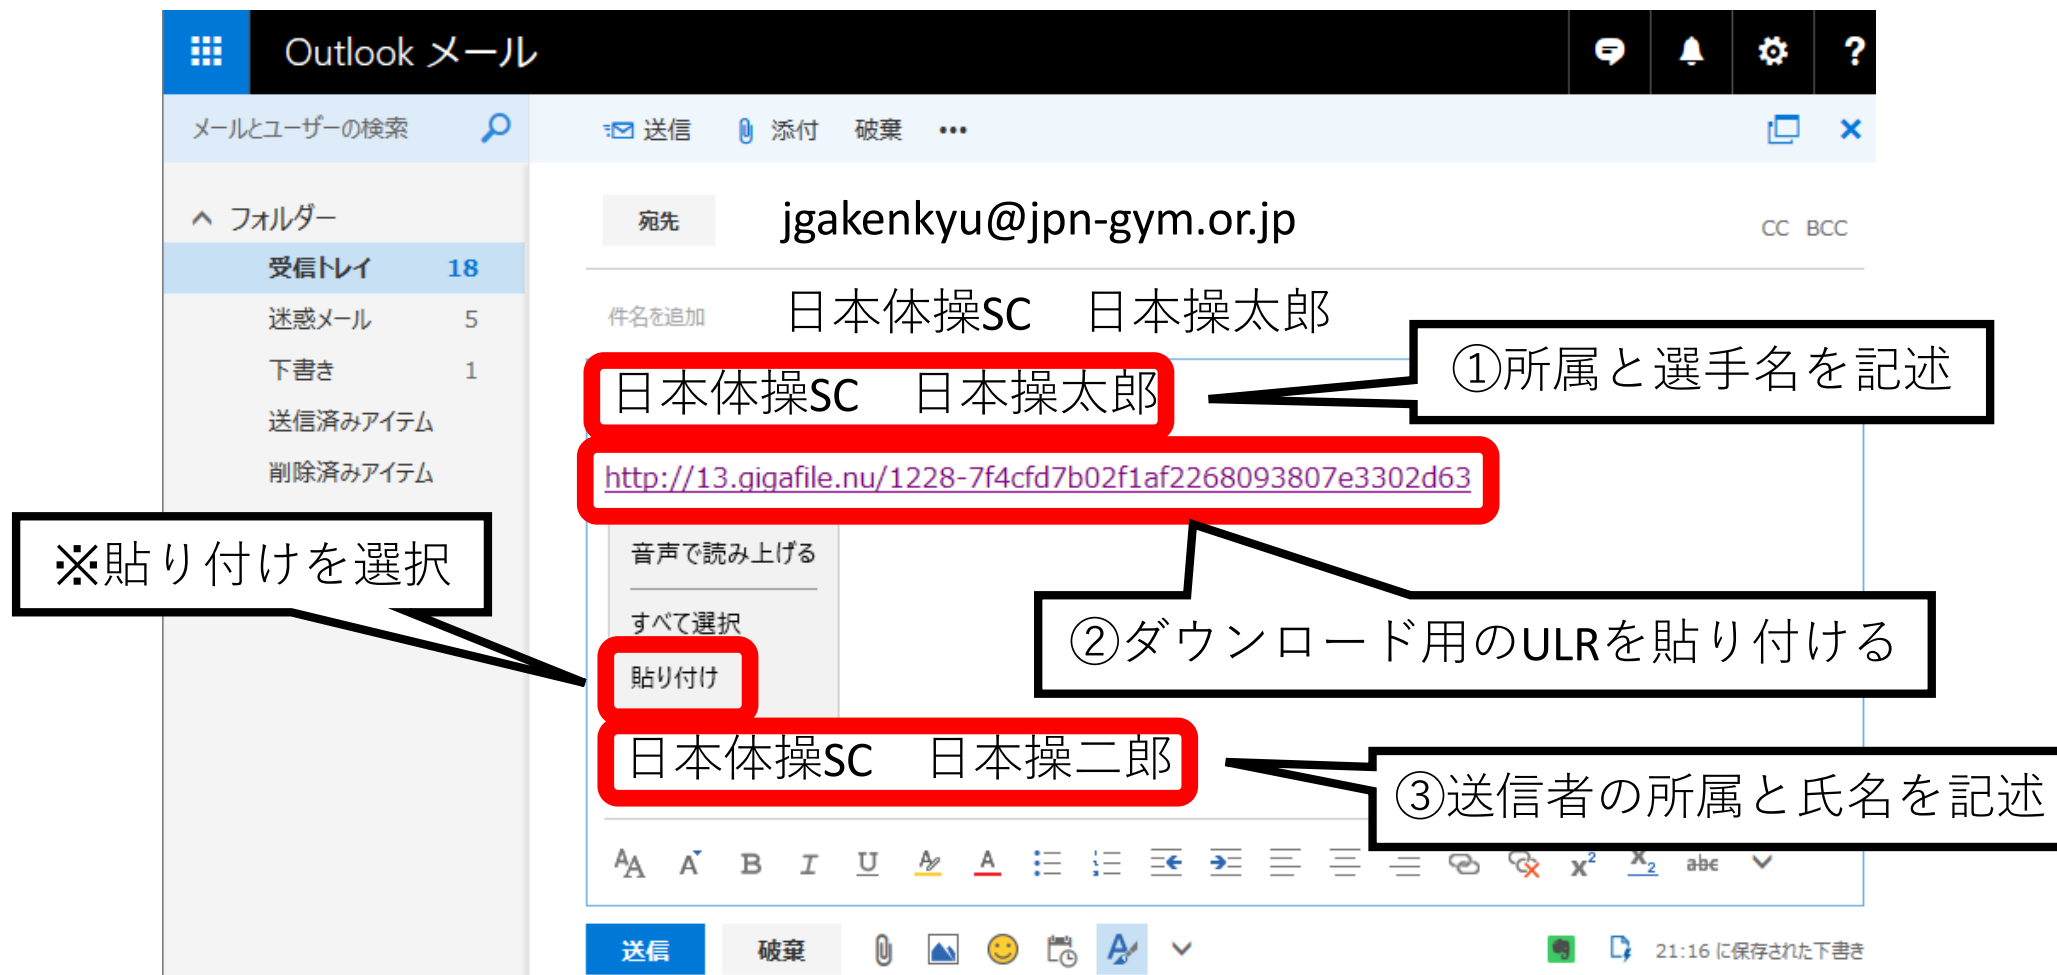 Outlook メール
?
メールとユーザーの検索
送信 添付 破棄 •••
フォルダー
受信トレイ 18
迷惑メール 5
下書き 1
送信済みアイテム
削除済みアイテム
宛先 jgakenkyu@jpn-gym.or.jp CC BCC
件名を追加 日本体操SC 日本操太郎
日本体操SC 日本操太郎
①所属と選手名を記述
http://13.gigafile.nu/1228-7f4cfd7b02f1af2268093807e3302d63
※貼り付けを選択
音声で読み上げる
すべて選択
貼り付け
②ダウンロード用のULRを貼り付ける
日本体操SC 日本操二郎
③送信者の所属と氏名を記述
AA A B I U A A x² x₂ abc
送信 破棄 21:16 に保存された下書き